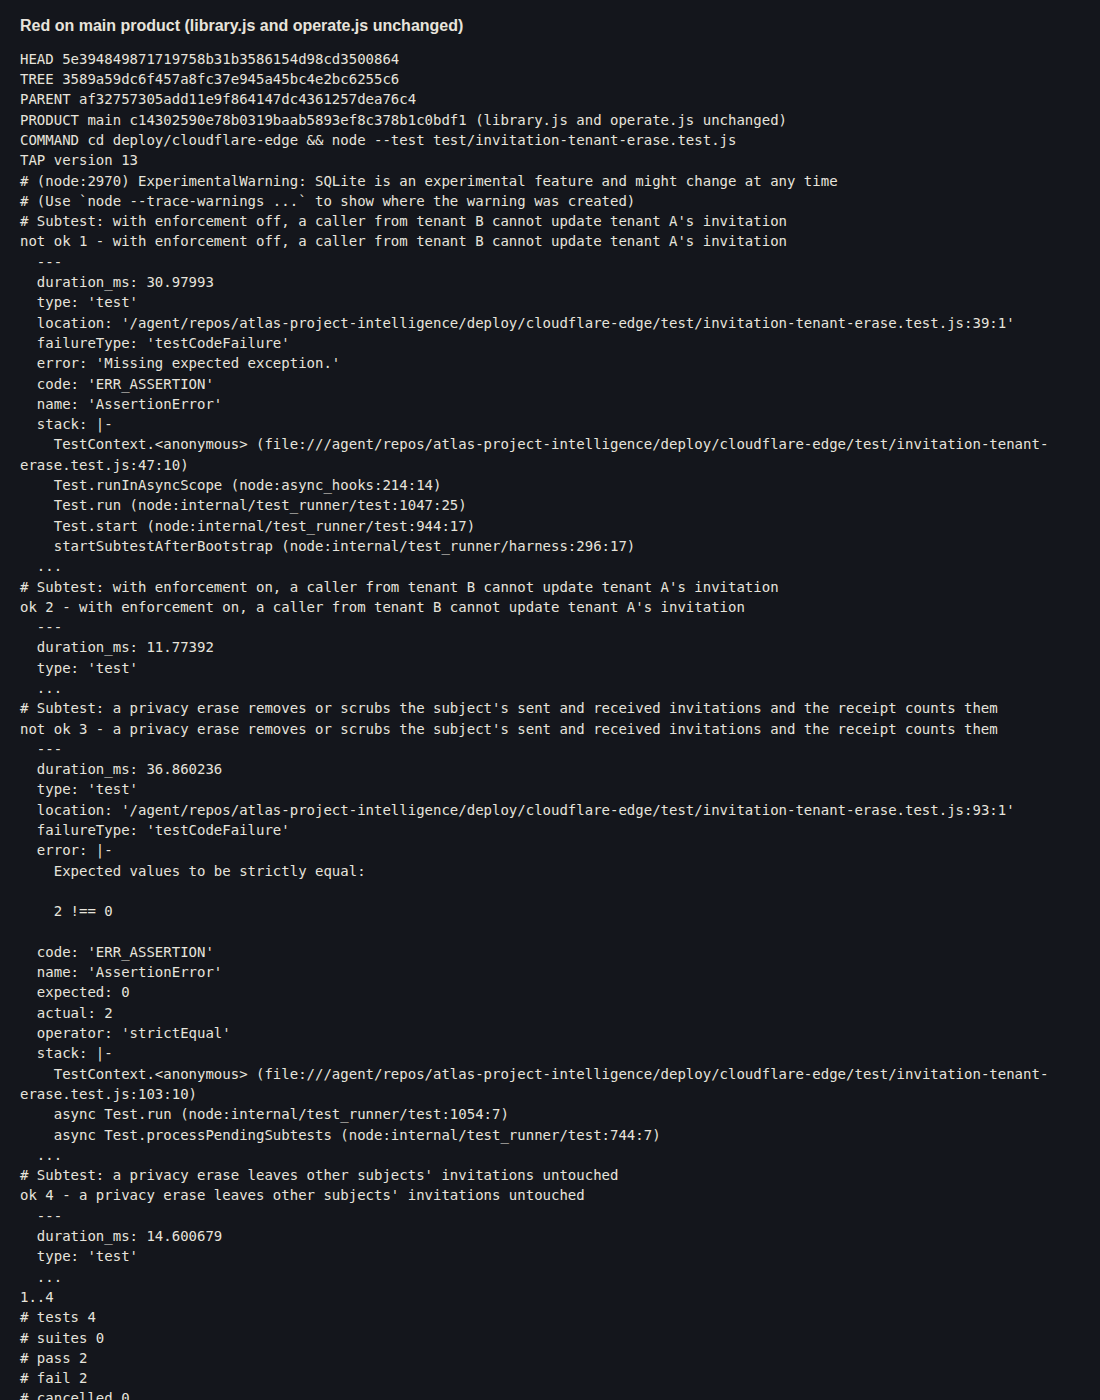 Red on main product (library.js and operate.js unchanged)
HEAD 5e394849871719758b31b3586154d98cd3500864
TREE 3589a59dc6f457a8fc37e945a45bc4e2bc6255c6
PARENT af32757305add11e9f864147dc4361257dea76c4
PRODUCT main c14302590e78b0319baab5893ef8c378b1c0bdf1 (library.js and operate.js unchanged)
COMMAND cd deploy/cloudflare-edge && node --test test/invitation-tenant-erase.test.js
TAP version 13
# (node:2970) ExperimentalWarning: SQLite is an experimental feature and might change at any time
# (Use `node --trace-warnings ...` to show where the warning was created)
# Subtest: with enforcement off, a caller from tenant B cannot update tenant A's invitation
not ok 1 - with enforcement off, a caller from tenant B cannot update tenant A's invitation
  ---
  duration_ms: 30.97993
  type: 'test'
  location: '/agent/repos/atlas-project-intelligence/deploy/cloudflare-edge/test/invitation-tenant-erase.test.js:39:1'
  failureType: 'testCodeFailure'
  error: 'Missing expected exception.'
  code: 'ERR_ASSERTION'
  name: 'AssertionError'
  stack: |-
    TestContext.<anonymous> (file:///agent/repos/atlas-project-intelligence/deploy/cloudflare-edge/test/invitation-tenant-
erase.test.js:47:10)
    Test.runInAsyncScope (node:async_hooks:214:14)
    Test.run (node:internal/test_runner/test:1047:25)
    Test.start (node:internal/test_runner/test:944:17)
    startSubtestAfterBootstrap (node:internal/test_runner/harness:296:17)
  ...
# Subtest: with enforcement on, a caller from tenant B cannot update tenant A's invitation
ok 2 - with enforcement on, a caller from tenant B cannot update tenant A's invitation
  ---
  duration_ms: 11.77392
  type: 'test'
  ...
# Subtest: a privacy erase removes or scrubs the subject's sent and received invitations and the receipt counts them
not ok 3 - a privacy erase removes or scrubs the subject's sent and received invitations and the receipt counts them
  ---
  duration_ms: 36.860236
  type: 'test'
  location: '/agent/repos/atlas-project-intelligence/deploy/cloudflare-edge/test/invitation-tenant-erase.test.js:93:1'
  failureType: 'testCodeFailure'
  error: |-
    Expected values to be strictly equal:

    2 !== 0

  code: 'ERR_ASSERTION'
  name: 'AssertionError'
  expected: 0
  actual: 2
  operator: 'strictEqual'
  stack: |-
    TestContext.<anonymous> (file:///agent/repos/atlas-project-intelligence/deploy/cloudflare-edge/test/invitation-tenant-
erase.test.js:103:10)
    async Test.run (node:internal/test_runner/test:1054:7)
    async Test.processPendingSubtests (node:internal/test_runner/test:744:7)
  ...
# Subtest: a privacy erase leaves other subjects' invitations untouched
ok 4 - a privacy erase leaves other subjects' invitations untouched
  ---
  duration_ms: 14.600679
  type: 'test'
  ...
1..4
# tests 4
# suites 0
# pass 2
# fail 2
# cancelled 0